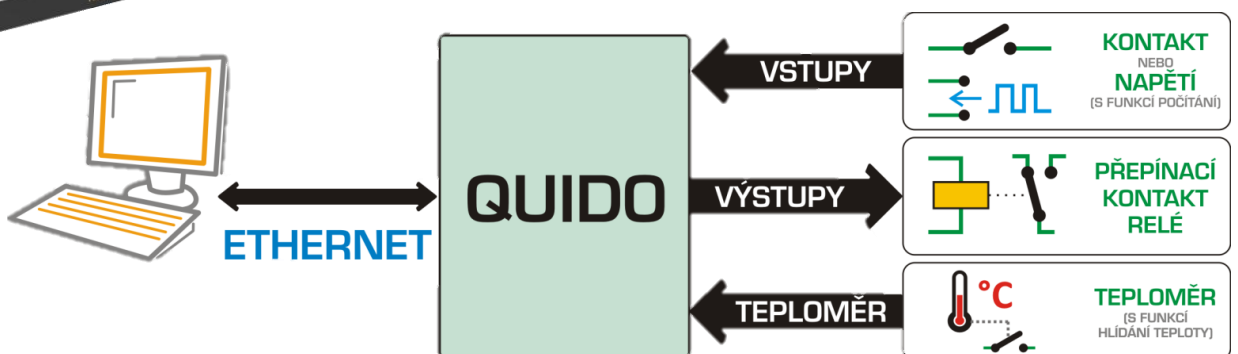 ETHERNET
QUIDO
VSTUPY
VÝSTUPY
TEPLOMĚR
KONTAKT
NEBO
NAPĚTÍ
(S FUNKCÍ POČÍTÁNÍ)
PŘEPÍNACÍ
KONTAKT
RELÉ
°C
TEPLOMĚR
(S FUNKCÍ
HLÍDÁNÍ TEPLOTY)